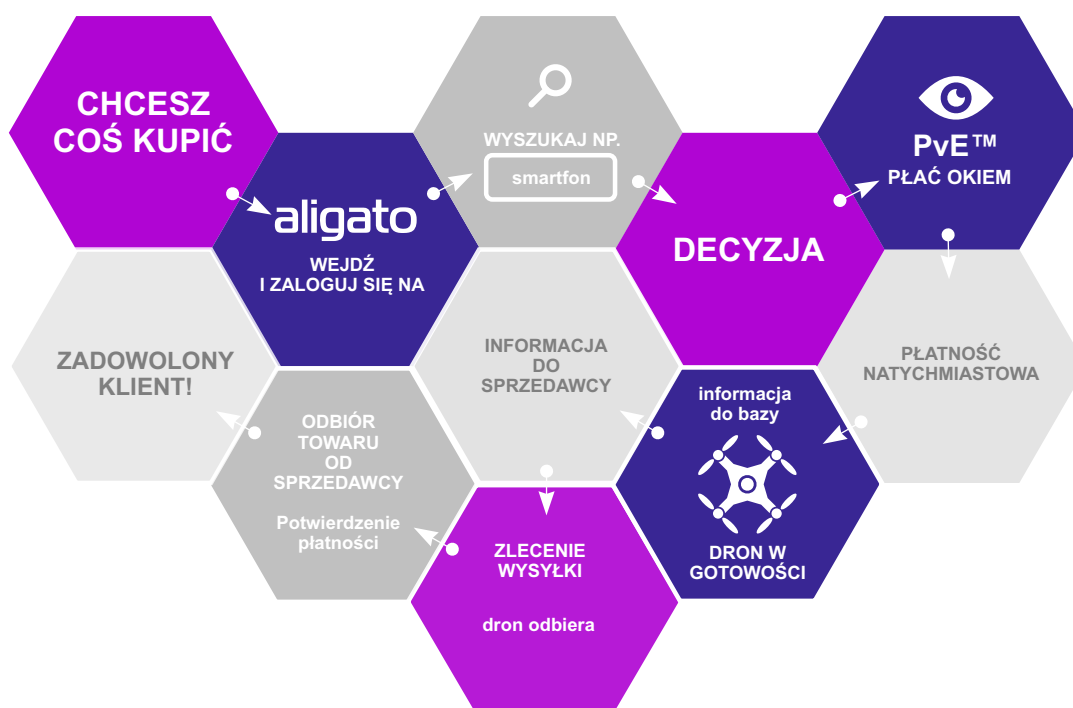 CHCESZ
COŚ KUPIĆ
aligato
WEJDŹ
I ZALOGUJ SIĘ NA
WYSZUKAJ NP.
smartfon
DECYZJA
PvE™
PŁAĆ OKIEM
PŁATNOŚĆ
NATYCHMIASTOWA
informacja
do bazy
DRON W
GOTOWOŚCI
INFORMACJA
DO
SPRZEDAWCY
ZLECENIE
WYSYŁKI
dron odbiera
ODBIÓR
TOWARU
OD
SPRZEDAWCY
Potwierdzenie
płatności
ZADOWOLONY
KLIENT!